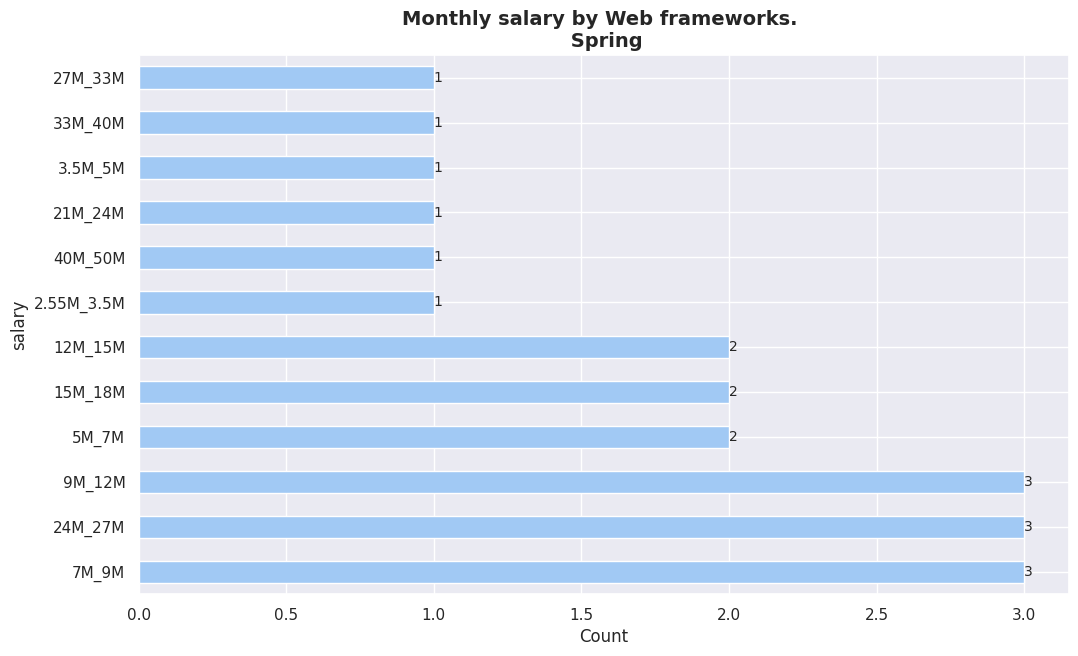 Monthly salary by Web frameworks.
Spring
27M_33M
1
33M_40M
1
3.5M_5M
1
21M_24M
1
40M_50M
1
2.55M_3.5M
1
12M_15M
2
15M_18M
2
5M_7M
2
9M_12M
3
24M_27M
3
7M_9M
3
salary
0.0 0.5 1.0 1.5 2.0 2.5 3.0
Count